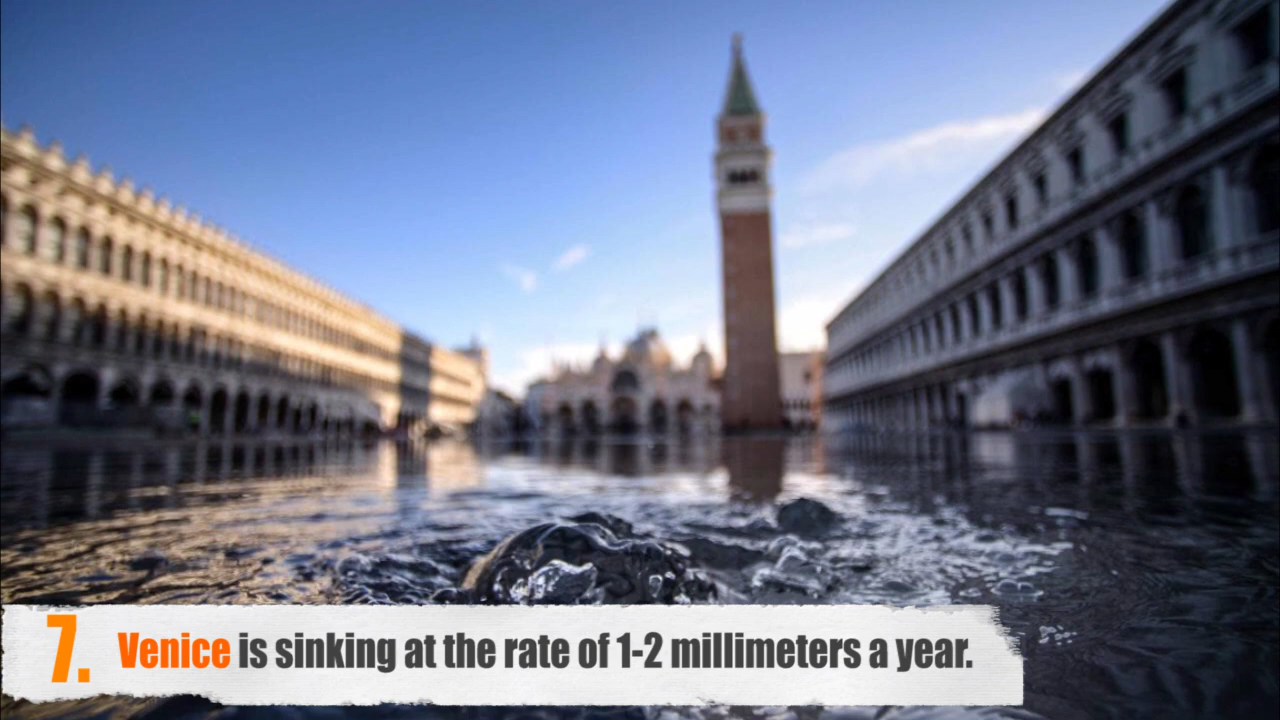 7. Venice is sinking at the rate of 1-2 millimeters a year.